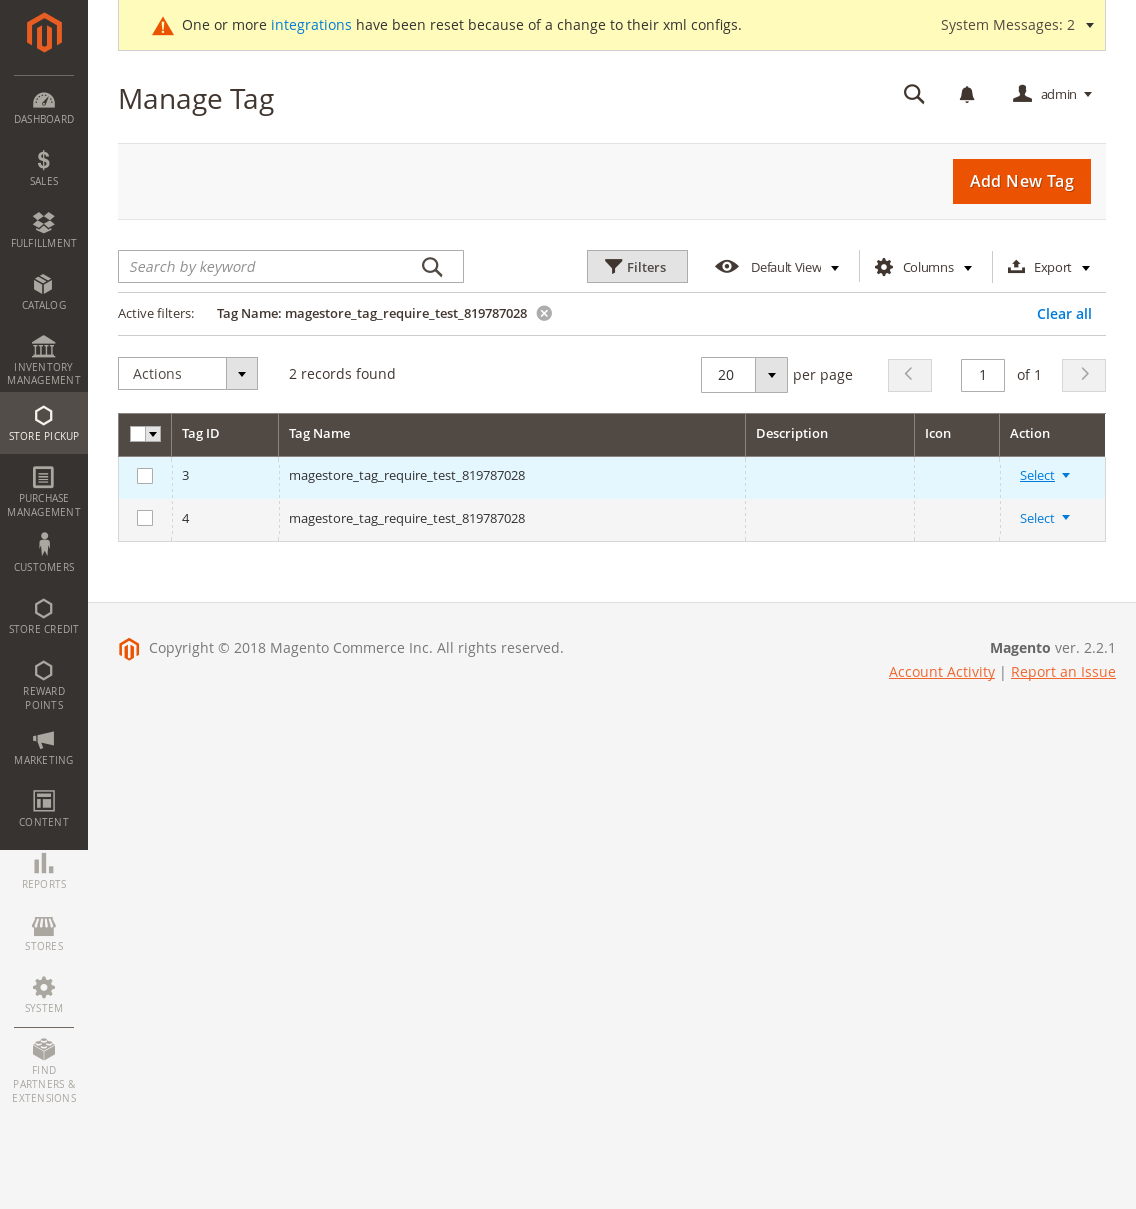 One or more integrations have been reset because of a change to their xml configs.
System Messages: 2
Manage Tag
admin
Add New Tag
Search by keyword
Filters
Default View
Columns
Export
Active filters:
Tag Name: magestore_tag_require_test_819787028
Clear all
Actions
2 records found
20
per page
1
of 1
Tag ID
Tag Name
Description
Icon
Action
3
magestore_tag_require_test_819787028
Select
4
magestore_tag_require_test_819787028
Select
Copyright © 2018 Magento Commerce Inc. All rights reserved.
Magento ver. 2.2.1
Account Activity | Report an Issue
DASHBOARD
$
SALES
FULFILLMENT
CATALOG
INVENTORY
MANAGEMENT
STORE PICKUP
PURCHASE
MANAGEMENT
CUSTOMERS
STORE CREDIT
REWARD
POINTS
MARKETING
CONTENT
REPORTS
STORES
SYSTEM
FIND
PARTNERS &
EXTENSIONS